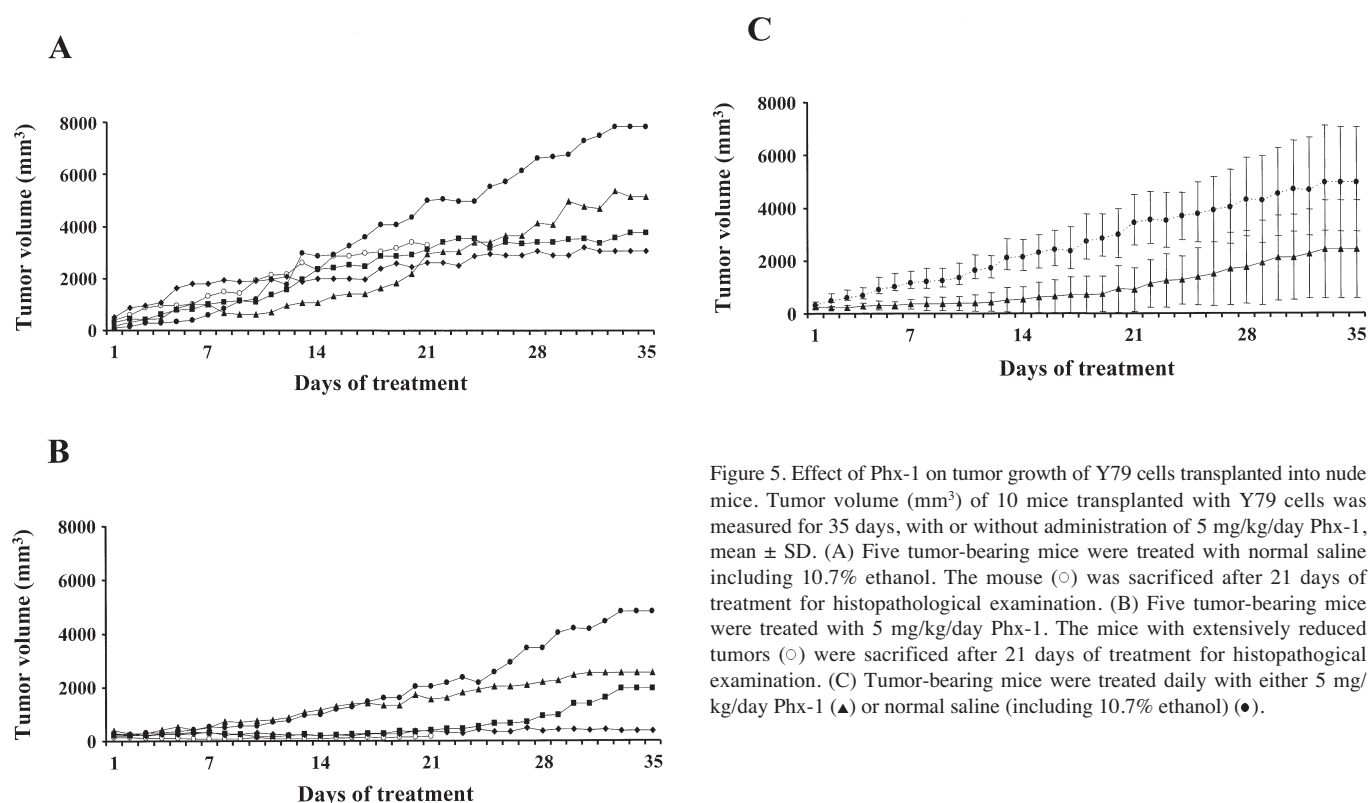 A
Tumor volume (mm³)
8000
6000
4000
2000
0
1 7 14 21 28 35
Days of treatment
B
Tumor volume (mm³)
8000
6000
4000
2000
0
1 7 14 21 28 35
Days of treatment
C
Tumor volume (mm³)
8000
6000
4000
2000
0
1 7 14 21 28 35
Days of treatment
Figure 5. Effect of Phx-1 on tumor growth of Y79 cells transplanted into nude
mice. Tumor volume (mm³) of 10 mice transplanted with Y79 cells was
measured for 35 days, with or without administration of 5 mg/kg/day Phx-1,
mean ± SD. (A) Five tumor-bearing mice were treated with normal saline
including 10.7% ethanol. The mouse (○) was sacrificed after 21 days of
treatment for histopathological examination. (B) Five tumor-bearing mice
were treated with 5 mg/kg/day Phx-1. The mice with extensively reduced
tumors (○) were sacrificed after 21 days of treatment for histopathogical
examination. (C) Tumor-bearing mice were treated daily with either 5 mg/
kg/day Phx-1 (▲) or normal saline (including 10.7% ethanol) (●).